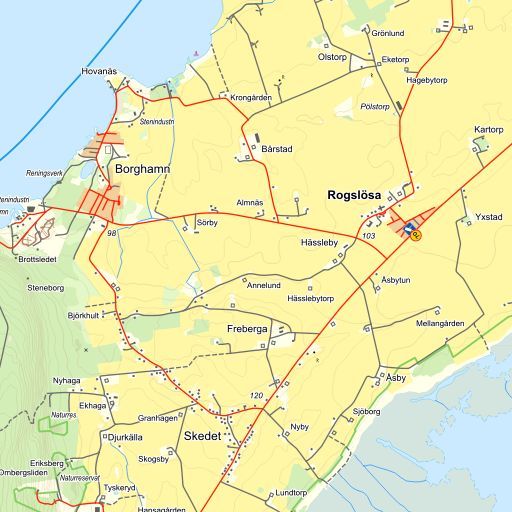 Grönlund
Olstorp
Eketorp
Hovanäs
Hagebytorp
Krongården
Pölstorp
Stenindustri
Kartorp
Bårstad
Reningsverk
Borghamn
Rogslösa
Stenindustri
Almnäs
Yxstad
Sörby
98
103
Hässleby
Brottsledet
Åsbytun
Steneborg
Annelund
Hässlebytorp
Björkhult
Mellangården
Freberga
Nyhaga
Åsby
Naturres
120
Ekhaga
Granhagen
Sjöborg
Djurkälla
Skedet
Nyby
Eriksberg
Skogsby
Ombergsliden
Naturreservat
Tyskeryd
Lundtorp
Hansagården